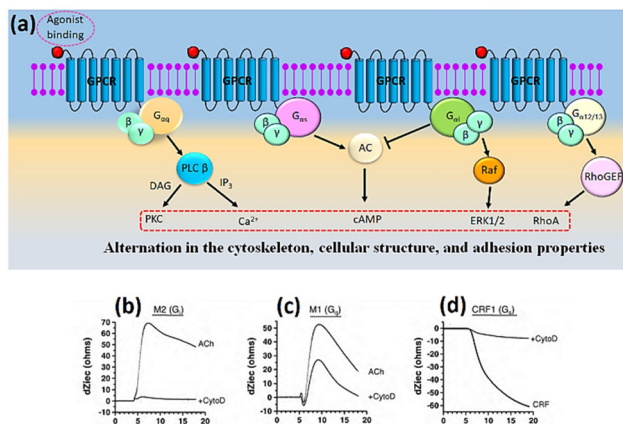 (a)
Agonist
binding
GPCR
GPCR
GPCR
GPCR
β
γ
Gαq
β
γ
Gαs
Gαi
β
γ
β
γ
Gα12/13
PLC β
AC
Raf
RhoGEF
DAG
IP3
PKC
Ca2+
cAMP
ERK1/2
RhoA
Alternation in the cytoskeleton, cellular structure, and adhesion properties
(b)
M2 (Gi)
dZiec (ohms)
70
60
50
40
30
20
10
0
-10
0
5
10
15
20
ACh
+CytoD
(c)
M1 (Gq)
dZiec (ohms)
50
40
30
20
10
0
-10
0
5
10
15
20
ACh
+CytoD
(d)
CRF1 (Gs)
dZiec (ohms)
0
-10
-20
-30
-40
-50
-60
0
5
10
15
20
+CytoD
CRF